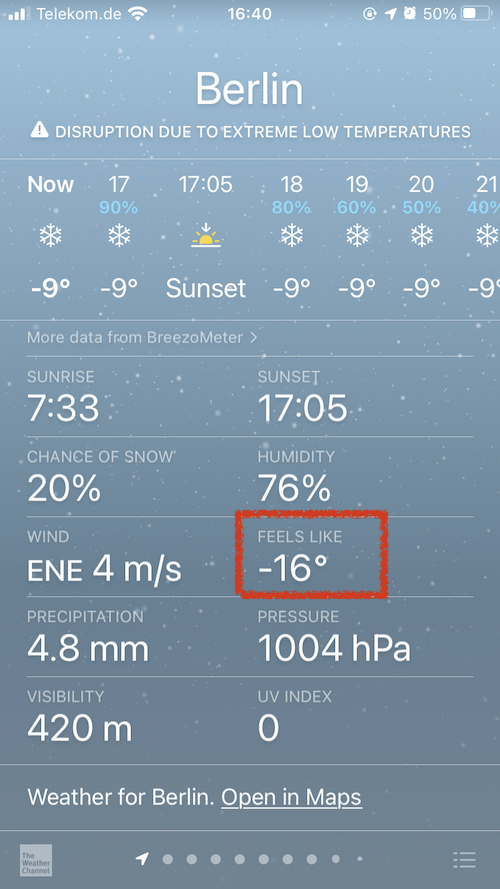 Telekom.de 16:40 50%
Berlin
DISRUPTION DUE TO EXTREME LOW TEMPERATURES
Now 17 17:05 18 19 20 21
90% 80% 60% 50% 40%
-9° -9° Sunset -9° -9° -9° -9°
More data from BreezoMeter >
SUNRISE SUNSET
7:33 17:05
CHANCE OF SNOW HUMIDITY
20% 76%
WIND FEELS LIKE
ENE 4 m/s -16°
PRECIPITATION PRESSURE
4.8 mm 1004 hPa
VISIBILITY UV INDEX
420 m 0
Weather for Berlin. Open in Maps
The
Weather
Channel